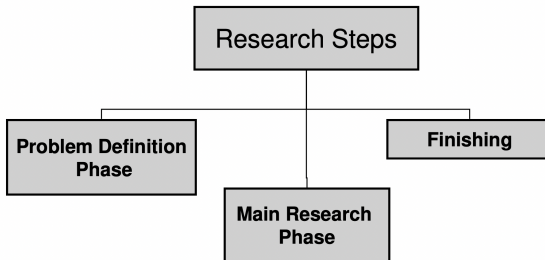 Research Steps
Problem Definition
Phase
Finishing
Main Research
Phase